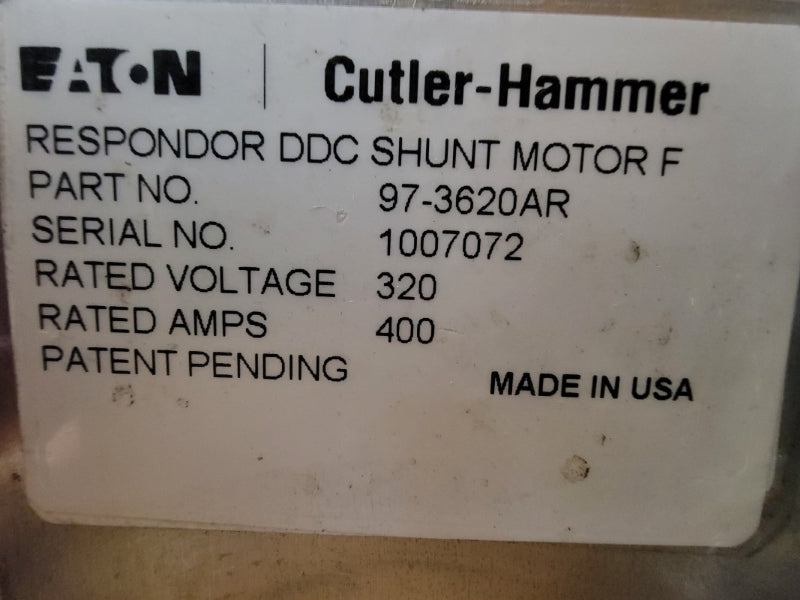 EATON | Cutler-Hammer
RESPONDOR DDC SHUNT MOTOR F
PART NO. 97-3620AR
SERIAL NO. 1007072
RATED VOLTAGE 320
RATED AMPS 400
PATENT PENDING
MADE IN USA